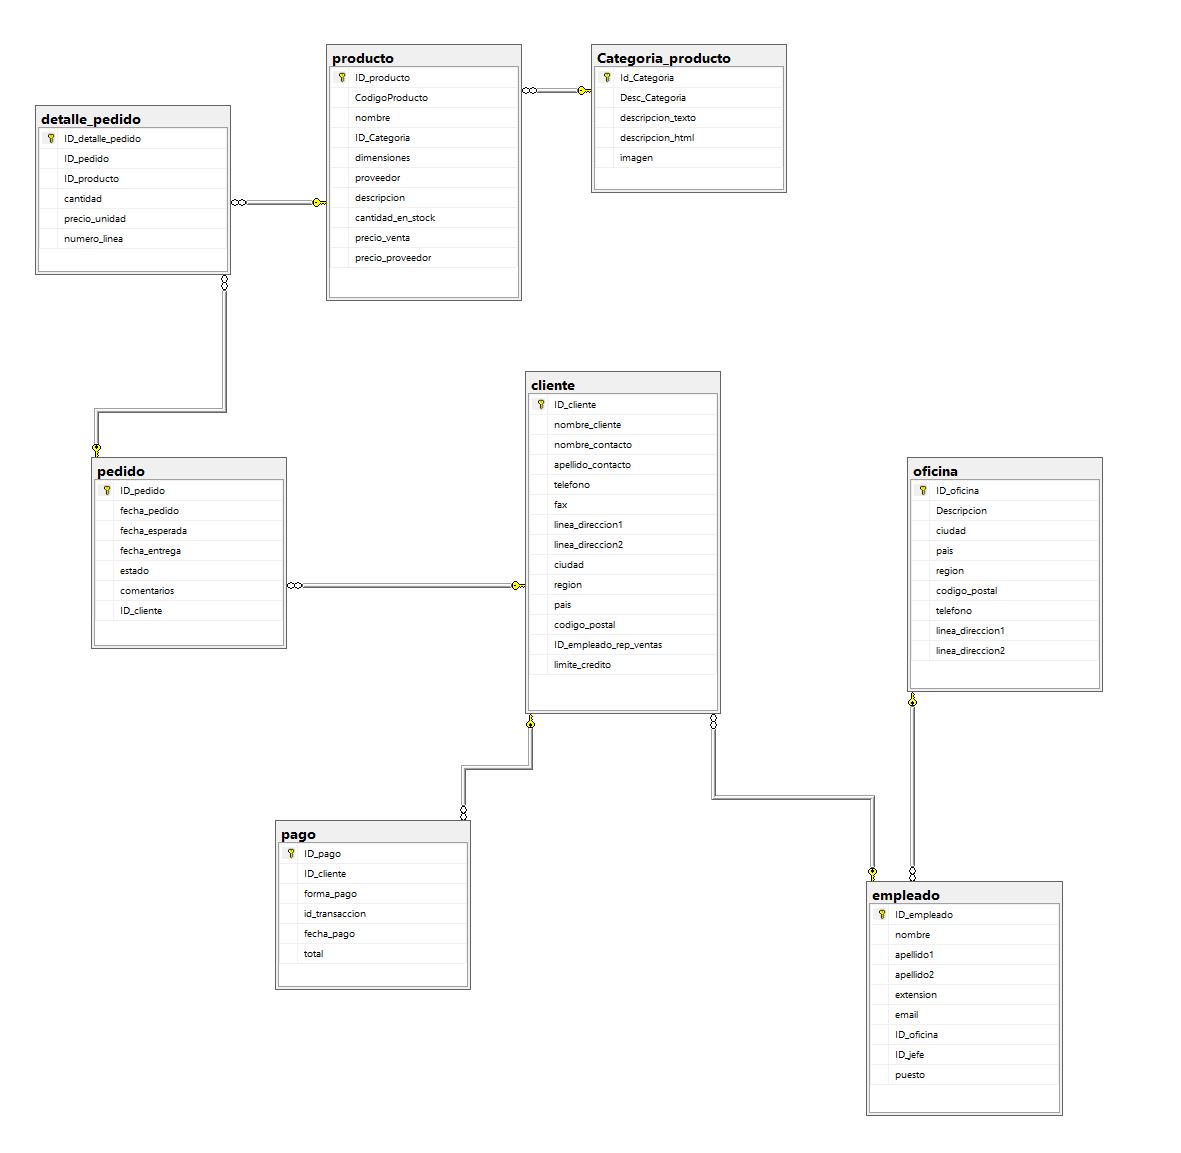 producto
ID_producto
CodigoProducto
nombre
ID_Categoria
dimensiones
proveedor
descripcion
cantidad_en_stock
precio_venta
precio_proveedor
Categoria_producto
Id_Categoria
Desc_Categoria
descripcion_texto
descripcion_html
imagen
detalle_pedido
ID_detalle_pedido
ID_pedido
ID_producto
cantidad
precio_unidad
numero_linea
cliente
ID_cliente
nombre_cliente
nombre_contacto
apellido_contacto
telefono
fax
linea_direccion1
linea_direccion2
ciudad
region
pais
codigo_postal
ID_empleado_rep_ventas
limite_credito
pedido
ID_pedido
fecha_pedido
fecha_esperada
fecha_entrega
estado
comentarios
ID_cliente
oficina
ID_oficina
Descripcion
ciudad
pais
region
codigo_postal
telefono
linea_direccion1
linea_direccion2
pago
ID_pago
ID_cliente
forma_pago
id_transaccion
fecha_pago
total
empleado
ID_empleado
nombre
apellido1
apellido2
extension
email
ID_oficina
ID_jefe
puesto